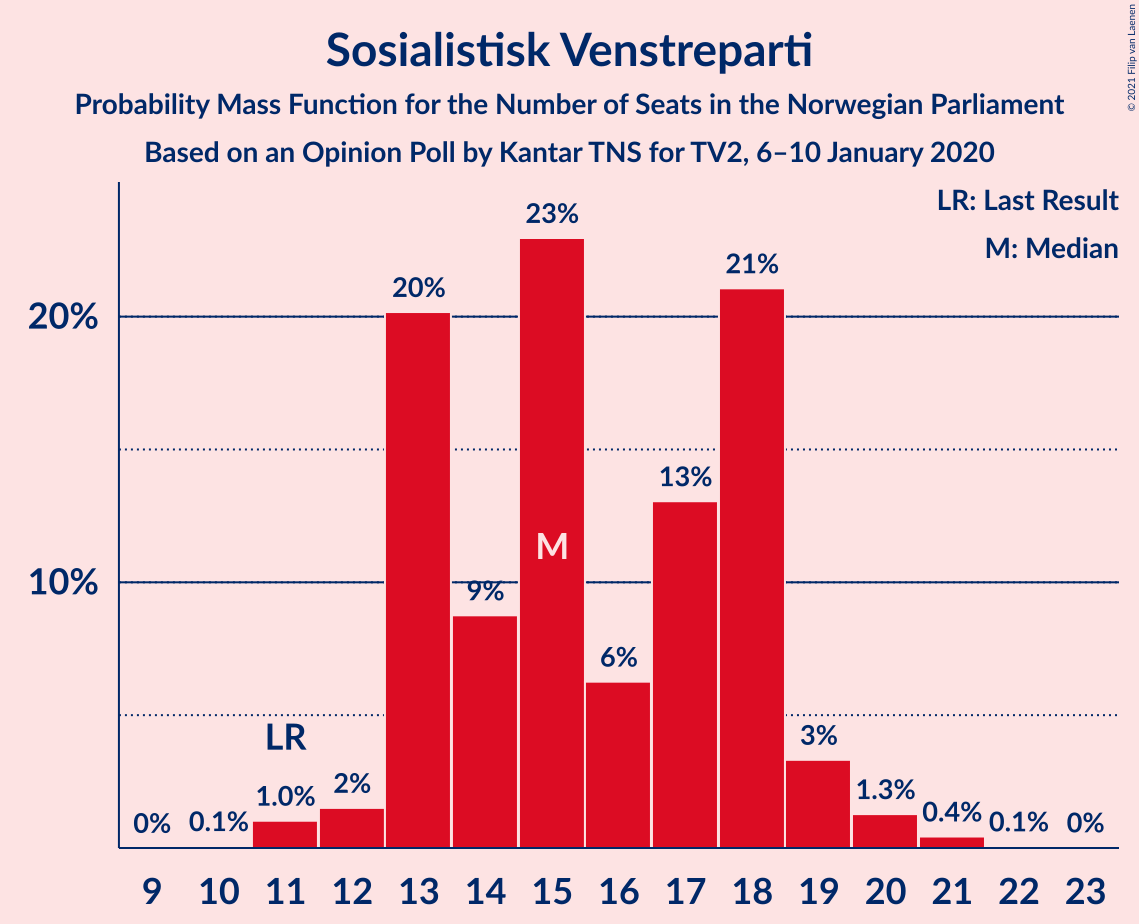 Sosialistisk Venstreparti
Probability Mass Function for the Number of Seats in the Norwegian Parliament
Based on an Opinion Poll by Kantar TNS for TV2, 6–10 January 2020
© 2021 Filip van Laenen
LR: Last Result
M: Median
20%
10%
0%
0.1%
1.0%
LR
2%
20%
9%
23%
M
6%
13%
21%
3%
1.3%
0.4%
0.1%
0%
9 10 11 12 13 14 15 16 17 18 19 20 21 22 23